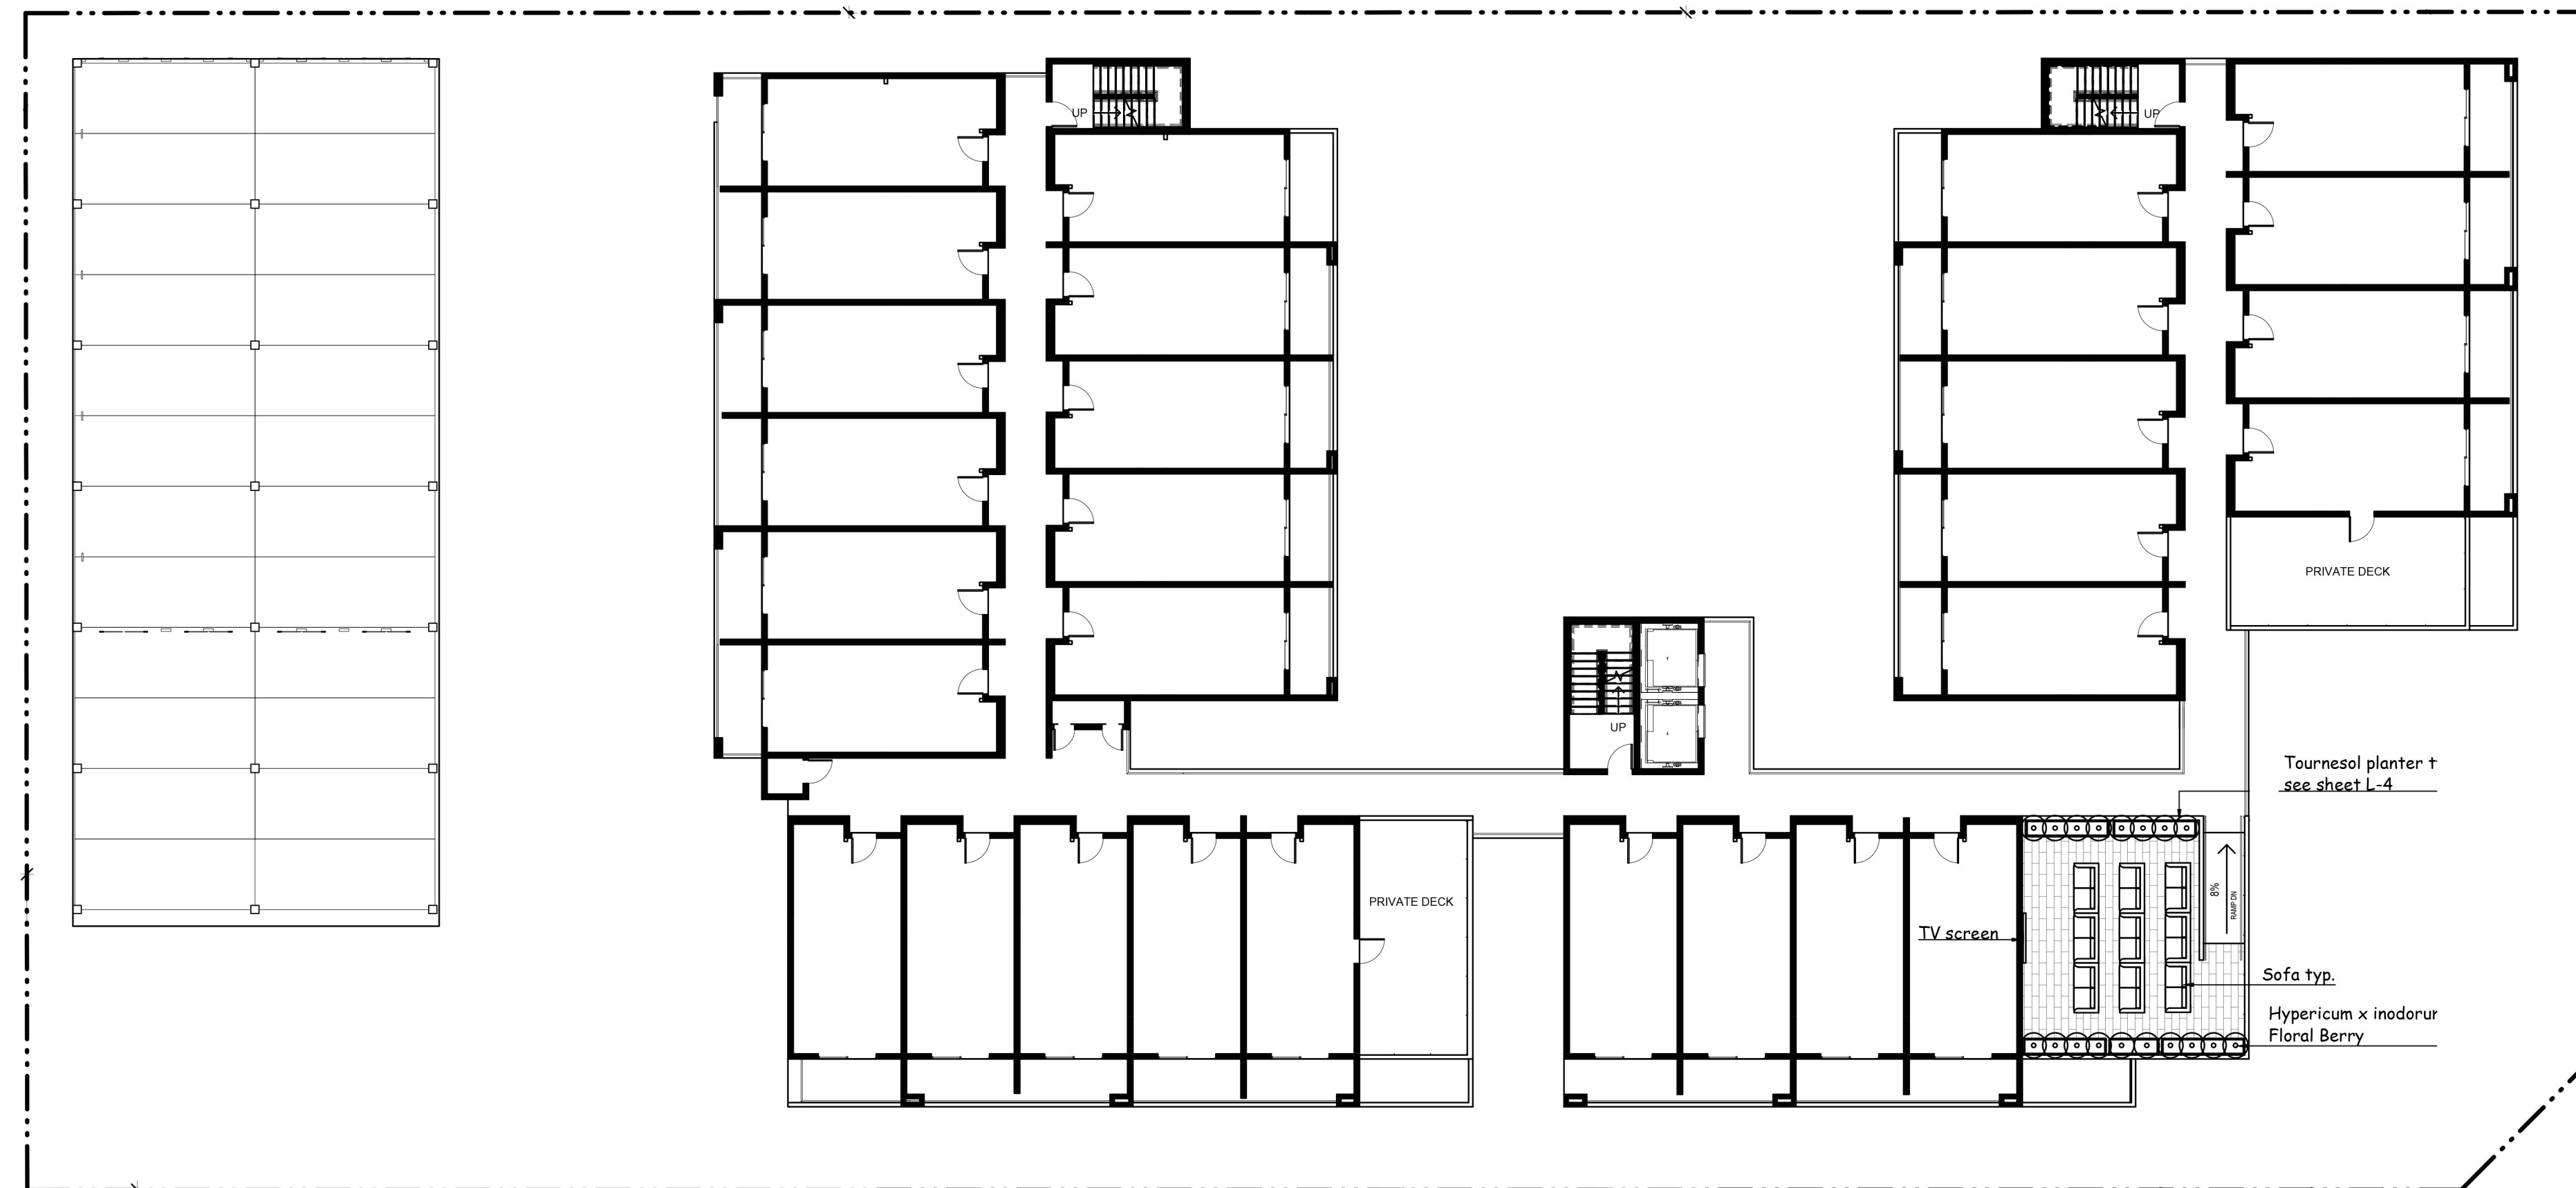 UP
UP
PRIVATE DECK
UP
Tournesol planter t
see sheet L-4
8%
RAMP DN
PRIVATE DECK
TV screen
Sofa typ.
Hypericum x inodorur
Floral Berry